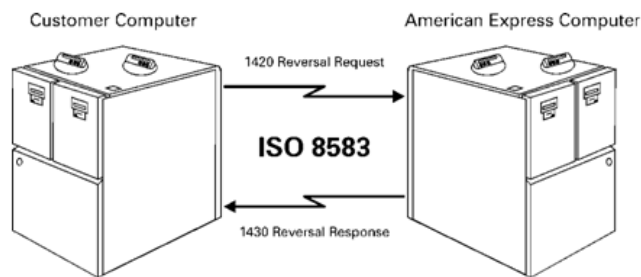 Customer Computer
American Express Computer
1420 Reversal Request
ISO 8583
1430 Reversal Response